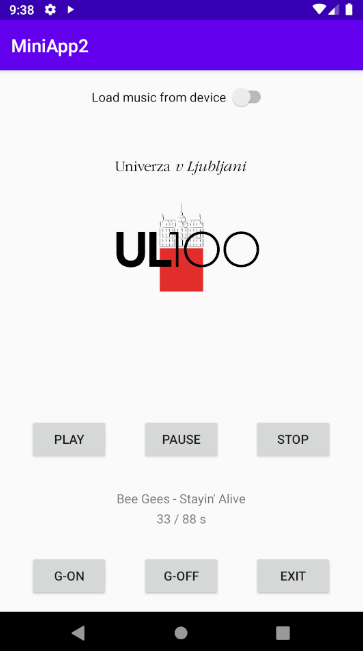 9:38
MiniApp2
Load music from device
Univerza v Ljubljani
UL100
PLAY PAUSE STOP
Bee Gees - Stayin' Alive
33 / 88 s
G-ON G-OFF EXIT